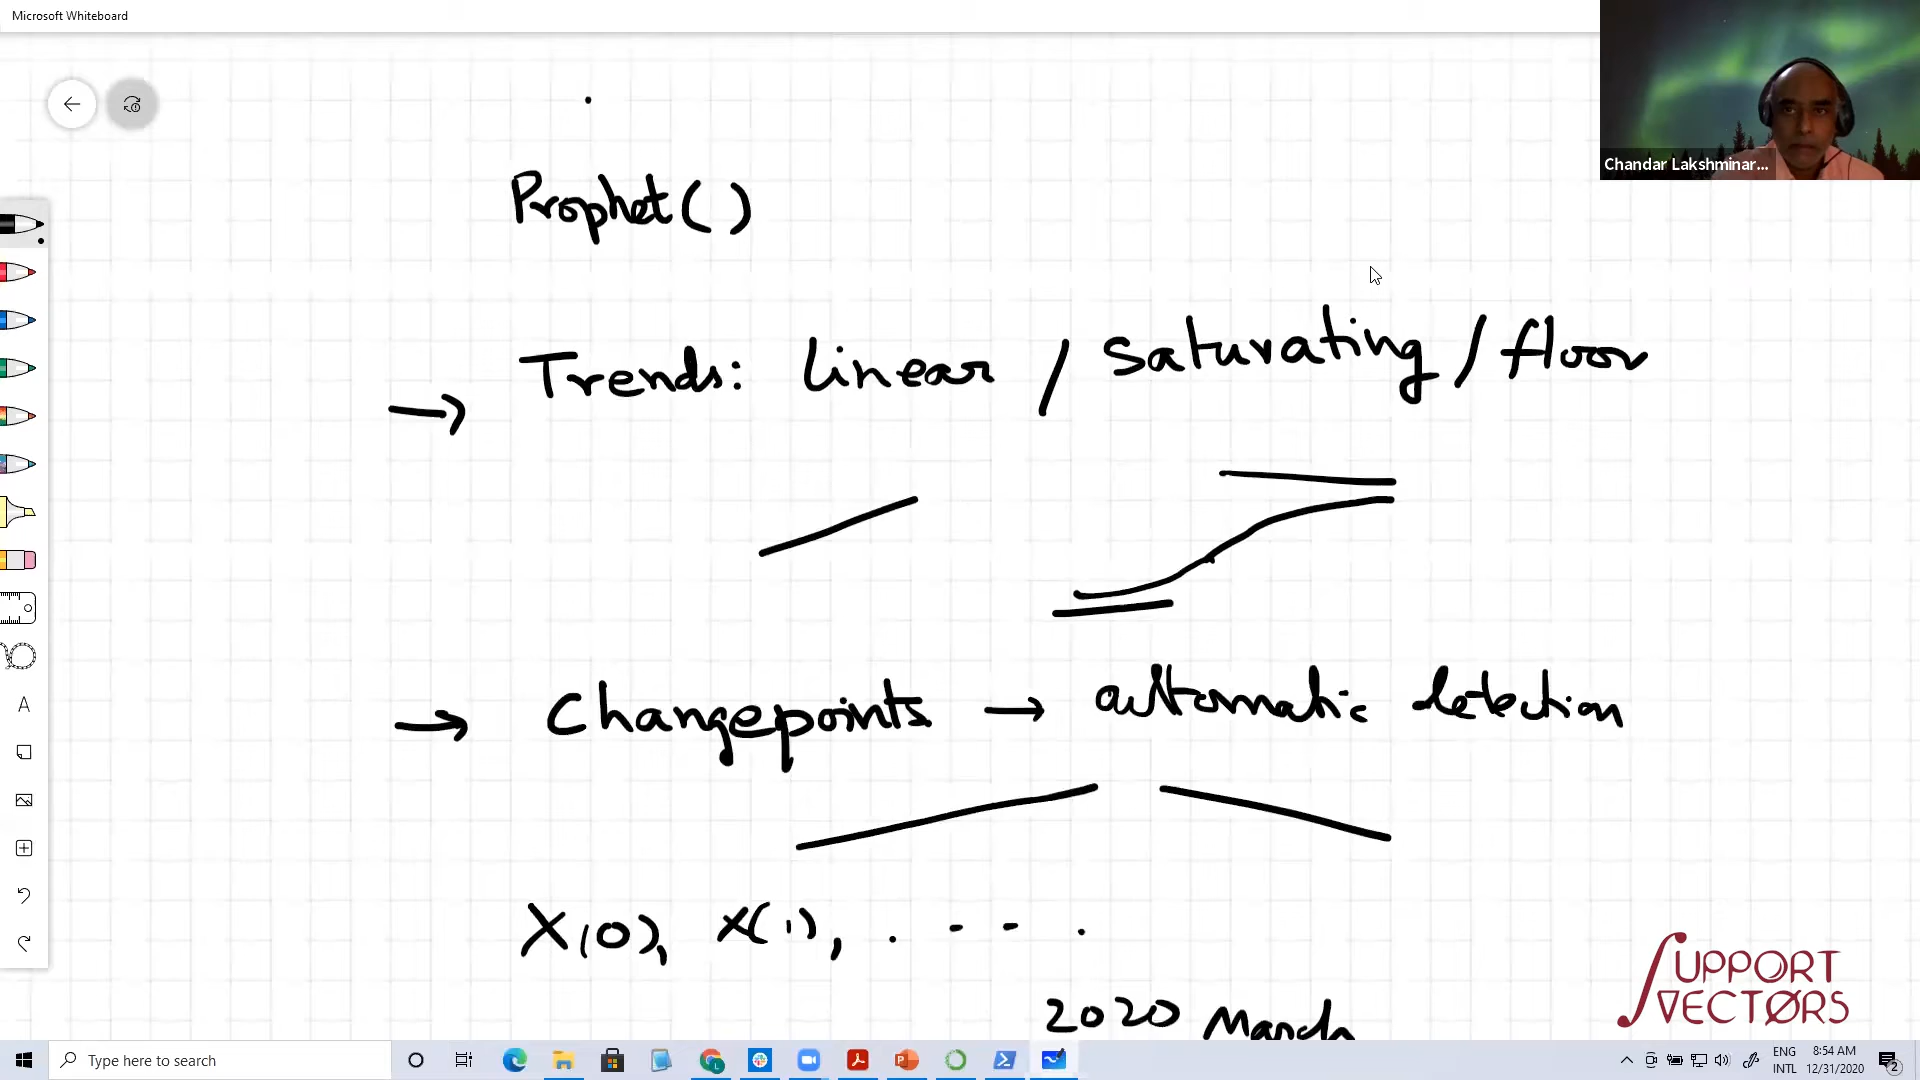 Microsoft Whiteboard
Chandar Lakshminar...
Prophet()
→ Trends: linear / saturating / floor
→ Changepoints → automatic detection
X(0), X(1), . - - .
2020 March
SUPPORT
VECTORS
A
Type here to search
ENG
INTL
8:54 AM
12/31/2020
2